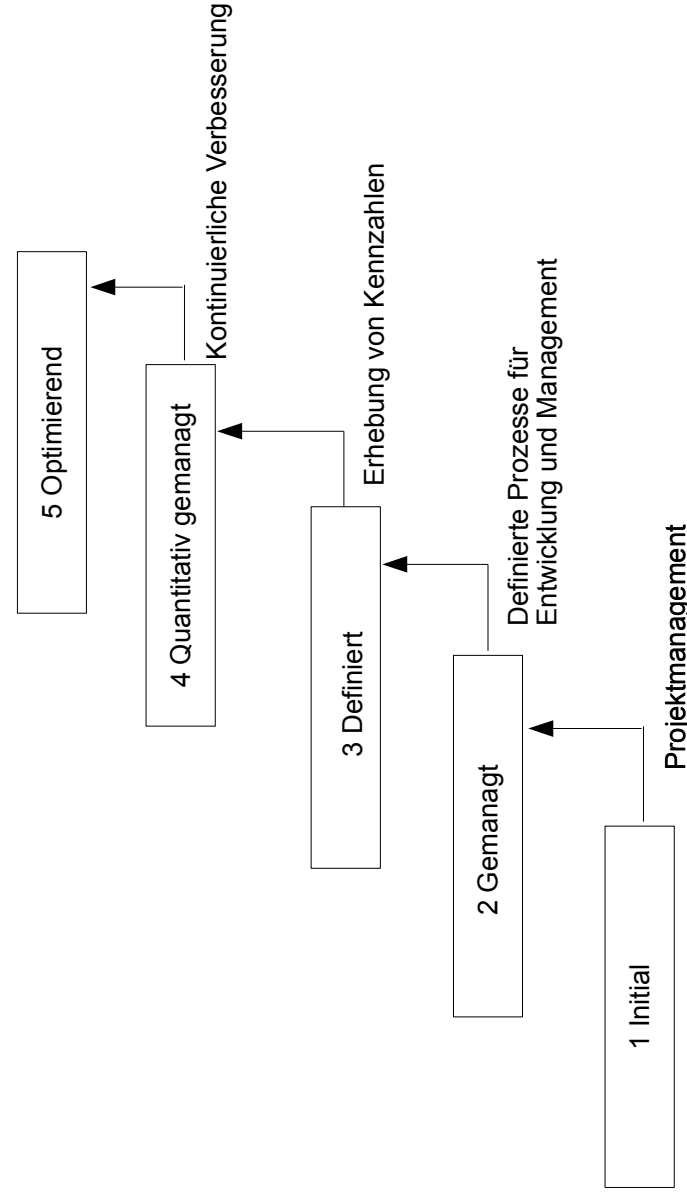 5 Optimierend
Kontinuierliche Verbesserung
4 Quantitativ gemanagt
Erhebung von Kennzahlen
3 Definiert
Definierte Prozesse für
Entwicklung und Management
2 Gemanagt
Projektmanagement
1 Initial